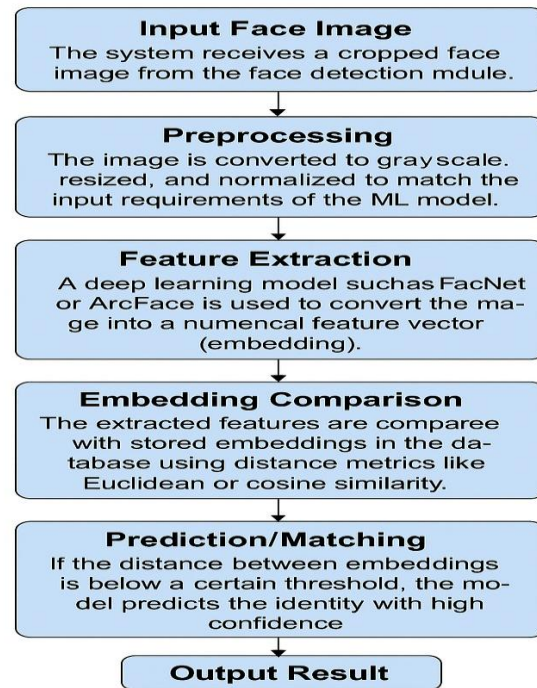 Input Face Image
The system receives a cropped face
image from the face detection mdule.
Preprocessing
The image is converted to grayscale.
resized, and normalized to match the
input requirements of the ML model.
Feature Extraction
A deep learning model suchas FacNet
or ArcFace is used to convert the ma-
ge into a numencal feature vector
(embedding).
Embedding Comparison
The extracted features are comparee
with stored embeddings in the da-
tabase using distance metrics like
Euclidean or cosine similarity.
Prediction/Matching
If the distance between embeddings
is below a certain threshold, the mo-
del predicts the identity with high
confidence
Output Result